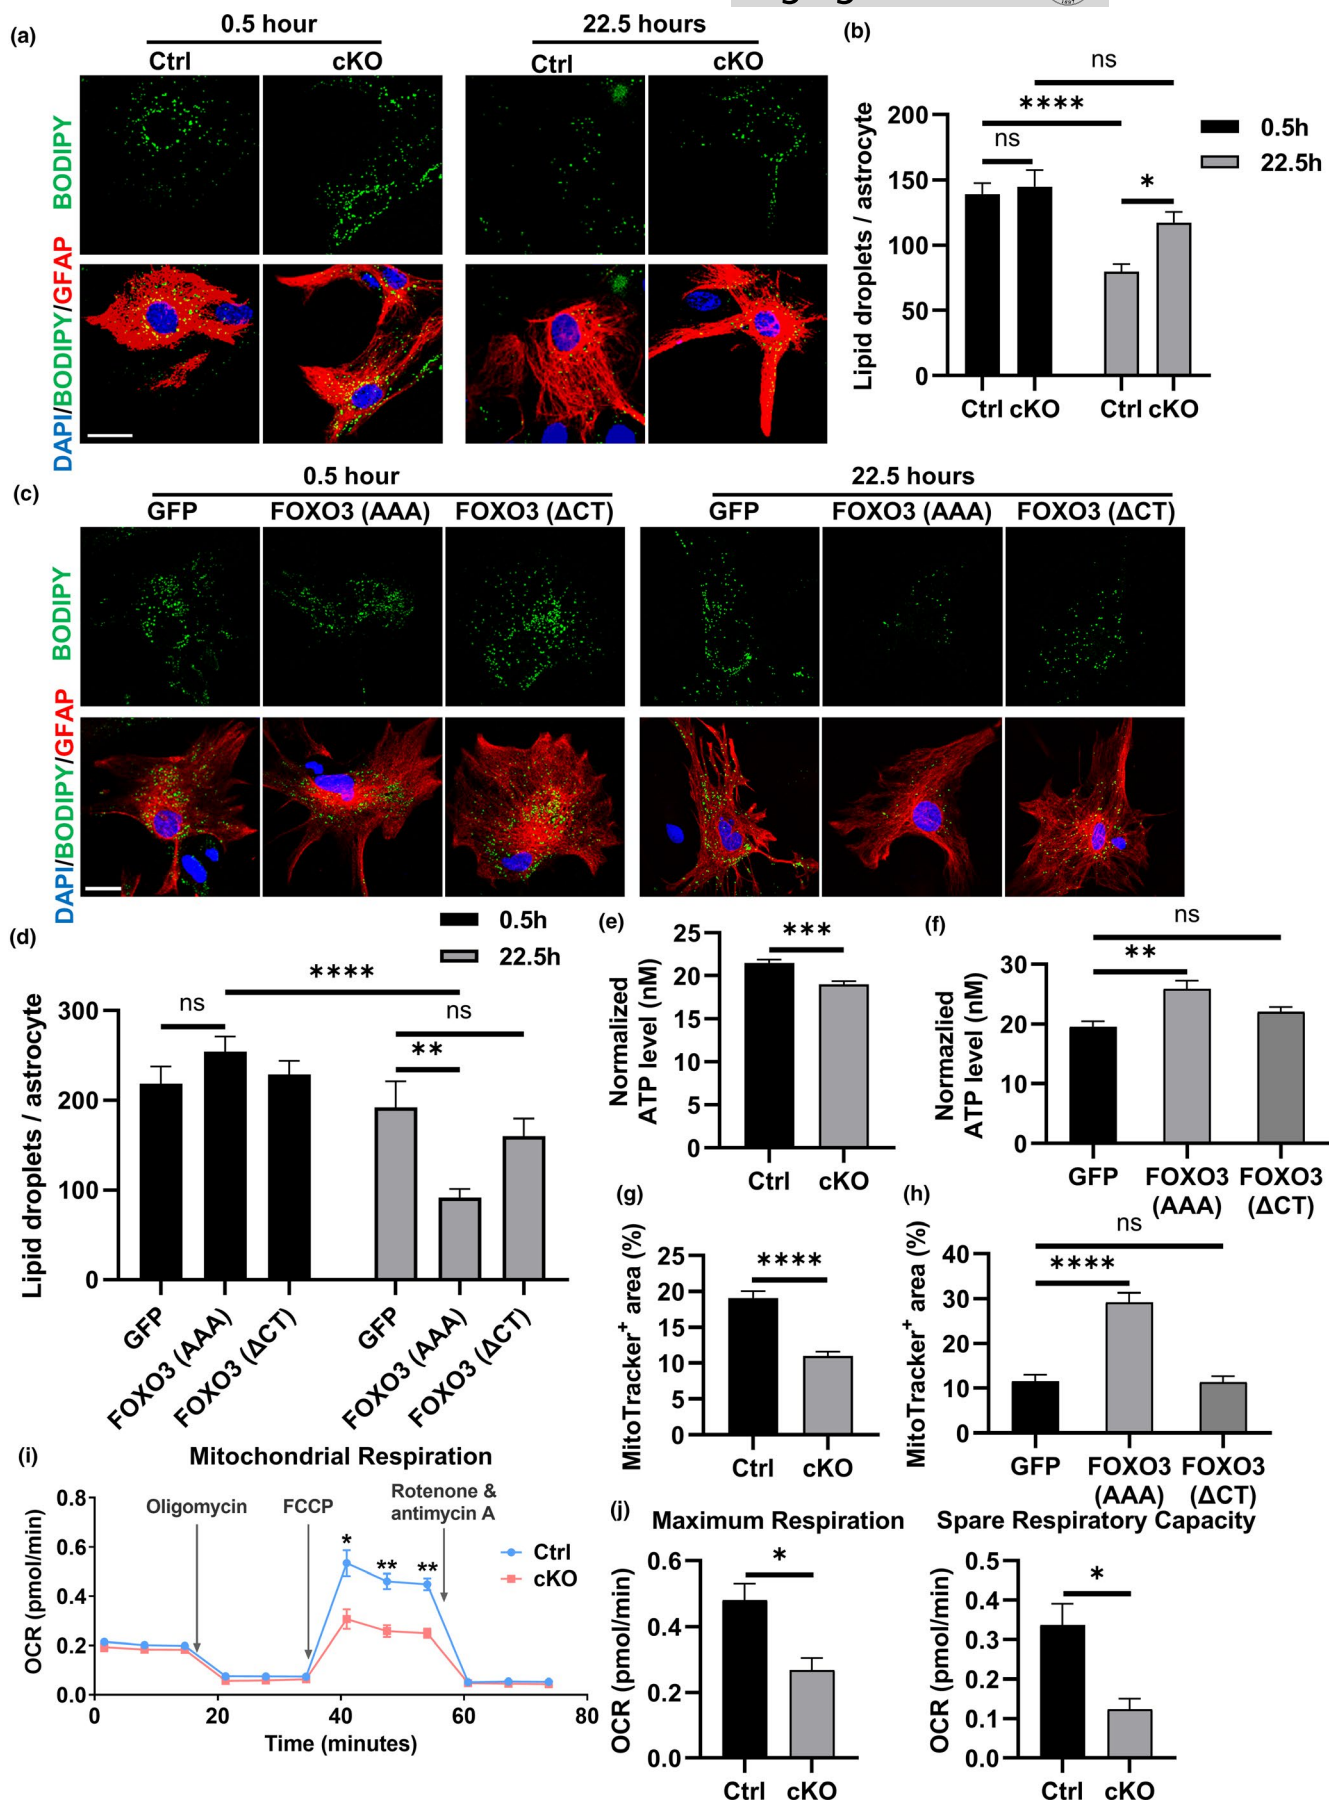 (a)
0.5 hour
22.5 hours
Ctrl
cKO
Ctrl
cKO
BODIPY
DAPI/BODIPY/GFAP
(b)
ns
****
ns
*
0.5h
22.5h
Lipid droplets / astrocyte
200
150
100
50
0
Ctrl cKO
Ctrl cKO
(c)
0.5 hour
22.5 hours
GFP
FOXO3 (AAA)
FOXO3 (ΔCT)
GFP
FOXO3 (AAA)
FOXO3 (ΔCT)
BODIPY
DAPI/BODIPY/GFAP
(d)
0.5h
22.5h
****
ns
ns
**
Lipid droplets / astrocyte
300
200
100
0
GFP
FOXO3 (AAA)
FOXO3 (ΔCT)
GFP
FOXO3 (AAA)
FOXO3 (ΔCT)
(e)
***
Normalized
ATP level (nM)
25
20
15
10
5
0
Ctrl
cKO
(f)
ns
**
Normazlied
ATP level (nM)
30
20
10
0
GFP
FOXO3
(AAA)
FOXO3
(ΔCT)
(g)
****
MitoTracker+ area (%)
25
20
15
10
5
0
Ctrl
cKO
(h)
ns
****
MitoTracker+ area (%)
40
30
20
10
0
GFP
FOXO3
(AAA)
FOXO3
(ΔCT)
(i)
Mitochondrial Respiration
Oligomycin
FCCP
Rotenone &
antimycin A
*
**
**
Ctrl
cKO
OCR (pmol/min)
0.8
0.6
0.4
0.2
0.0
0
20
40
60
80
Time (minutes)
(j)
Maximum Respiration
*
OCR (pmol/min)
0.6
0.4
0.2
0.0
Ctrl
cKO
Spare Respiratory Capacity
*
OCR (pmol/min)
0.5
0.4
0.3
0.2
0.1
0.0
Ctrl
cKO